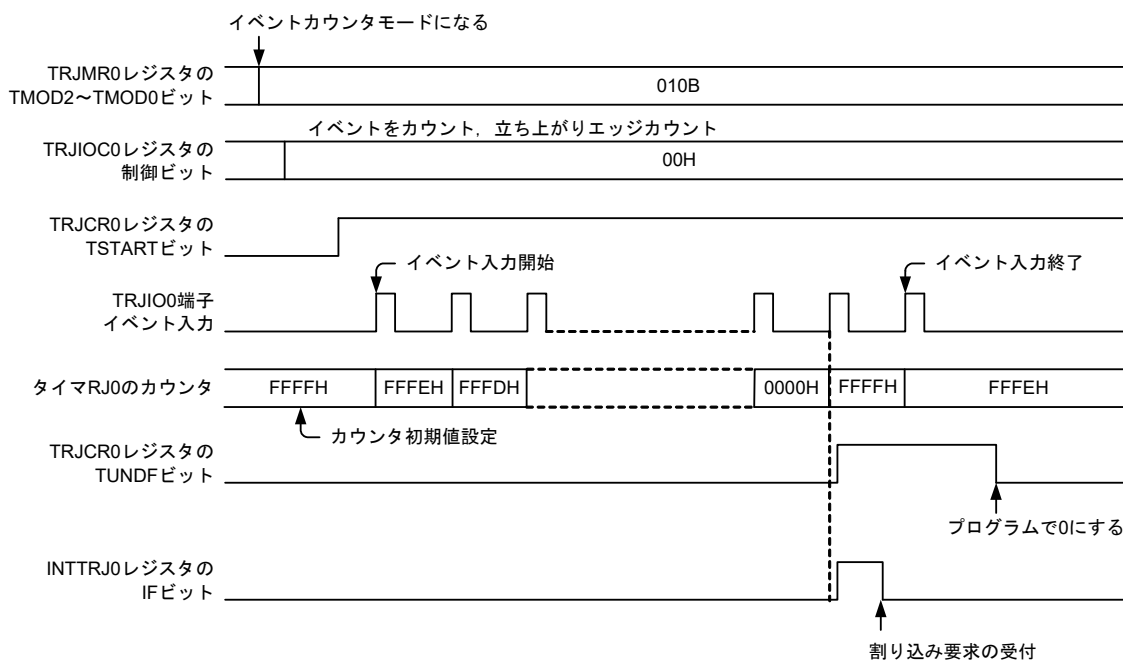 イベントカウンタモードになる
TRJMR0レジスタの
TMOD2～TMOD0ビット
010B
イベントをカウント，立ち上がりエッジカウント
TRJIOC0レジスタの
制御ビット
00H
TRJCR0レジスタの
TSTARTビット
イベント入力開始
イベント入力終了
TRJIO0端子
イベント入力
タイマRJ0のカウンタ
FFFFH
FFFEH
FFFDH
0000H
FFFFH
FFFEH
カウンタ初期値設定
TRJCR0レジスタの
TUNDFビット
プログラムで0にする
INTTRJ0レジスタの
IFビット
割り込み要求の受付